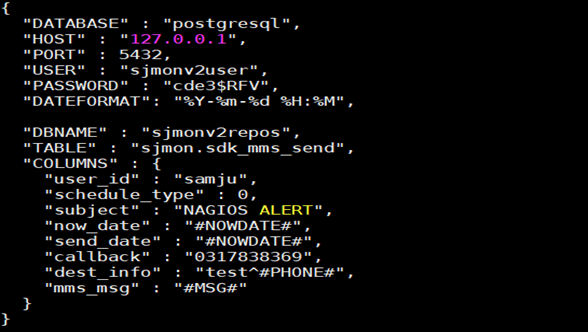 {
"DATABASE" : "postgresql",
"HOST" : "127.0.0.1",
"PORT" : 5432,
"USER" : "sjmonv2user",
"PASSWORD" : "cde3$RFV",
"DATEFORMAT": "%Y-%m-%d %H:%M",
"DBNAME" : "sjmonv2repos",
"TABLE" : "sjmon.sdk_mms_send",
"COLUMNS" : {
"user_id" : "samju",
"schedule_type" : 0,
"subject" : "NAGIOS ALERT",
"now_date" : "#NOWDATE#",
"send_date" : "#NOWDATE#",
"callback" : "0317838369",
"dest_info" : "test^#PHONE#",
"mms_msg" : "#MSG#"
}
}